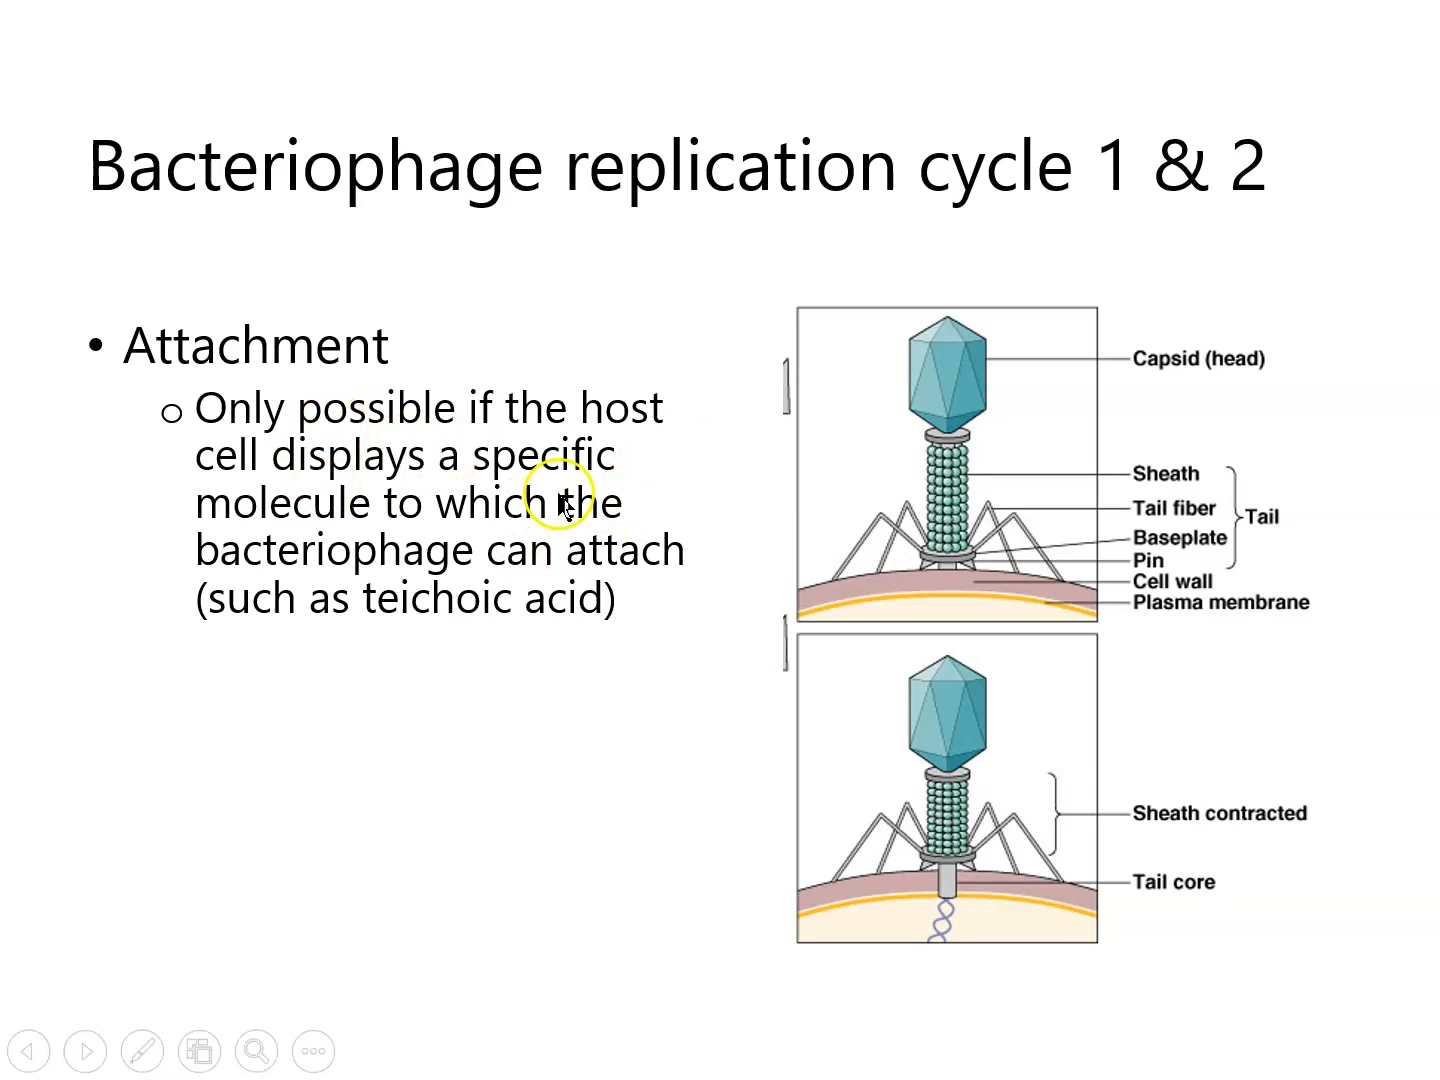 Bacteriophage replication cycle 1 & 2
• Attachment
o Only possible if the host
cell displays a specific
molecule to which the
bacteriophage can attach
(such as teichoic acid)
Capsid (head)
Sheath
Tail fiber
Tail
Baseplate
Pin
Cell wall
Plasma membrane
Sheath contracted
Tail core